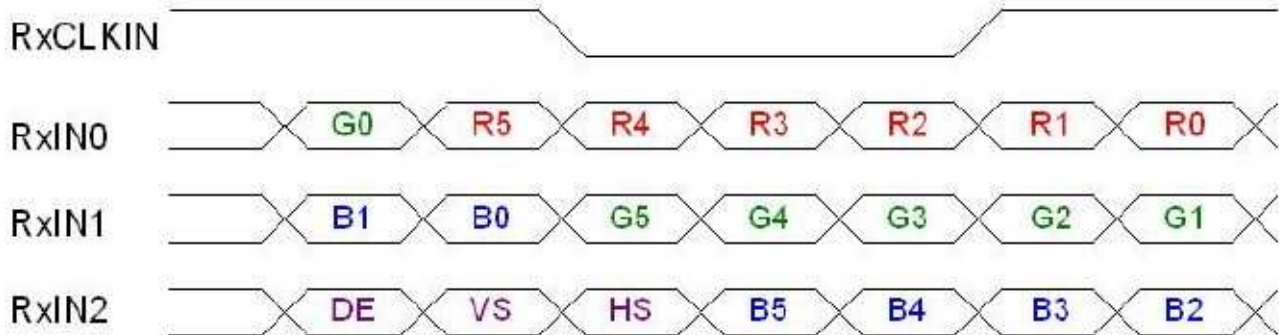 RxCLKIN
RxIN0 G0 R5 R4 R3 R2 R1 R0
RxIN1 B1 B0 G5 G4 G3 G2 G1
RxIN2 DE VS HS B5 B4 B3 B2